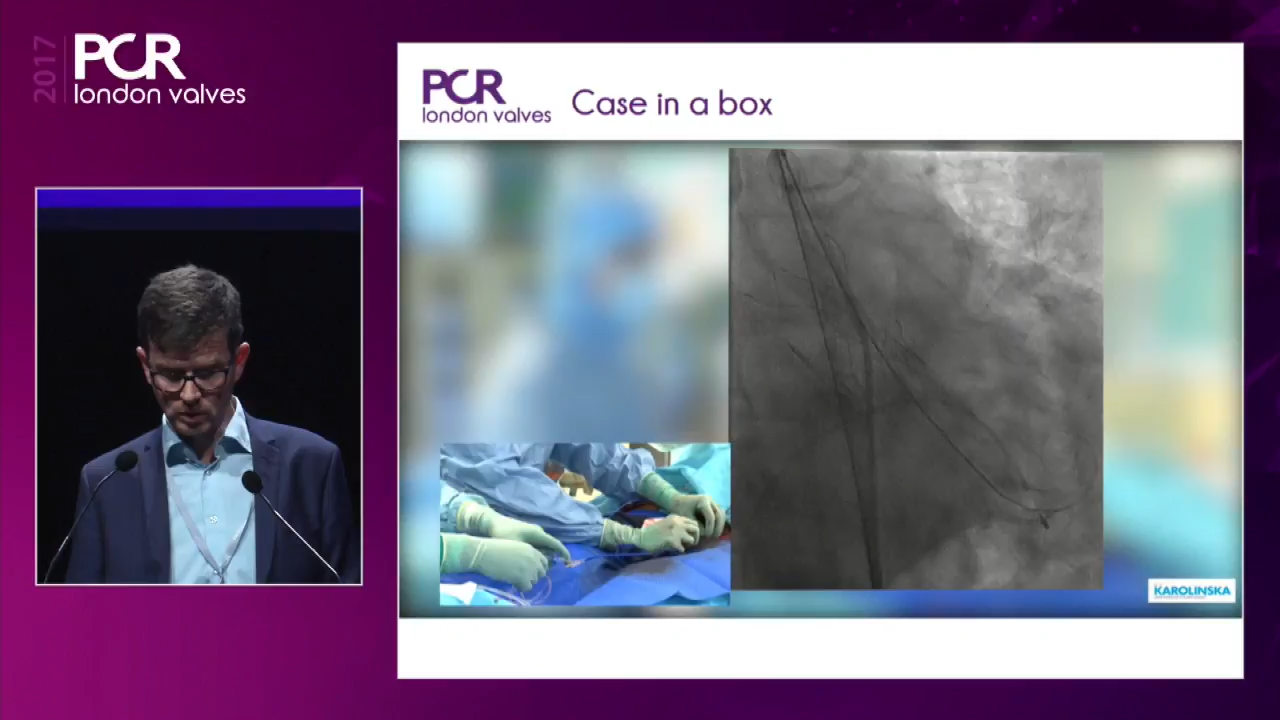 2017
PCR
london valves
PCR
london valves
Case in a box
KAROLINSKA